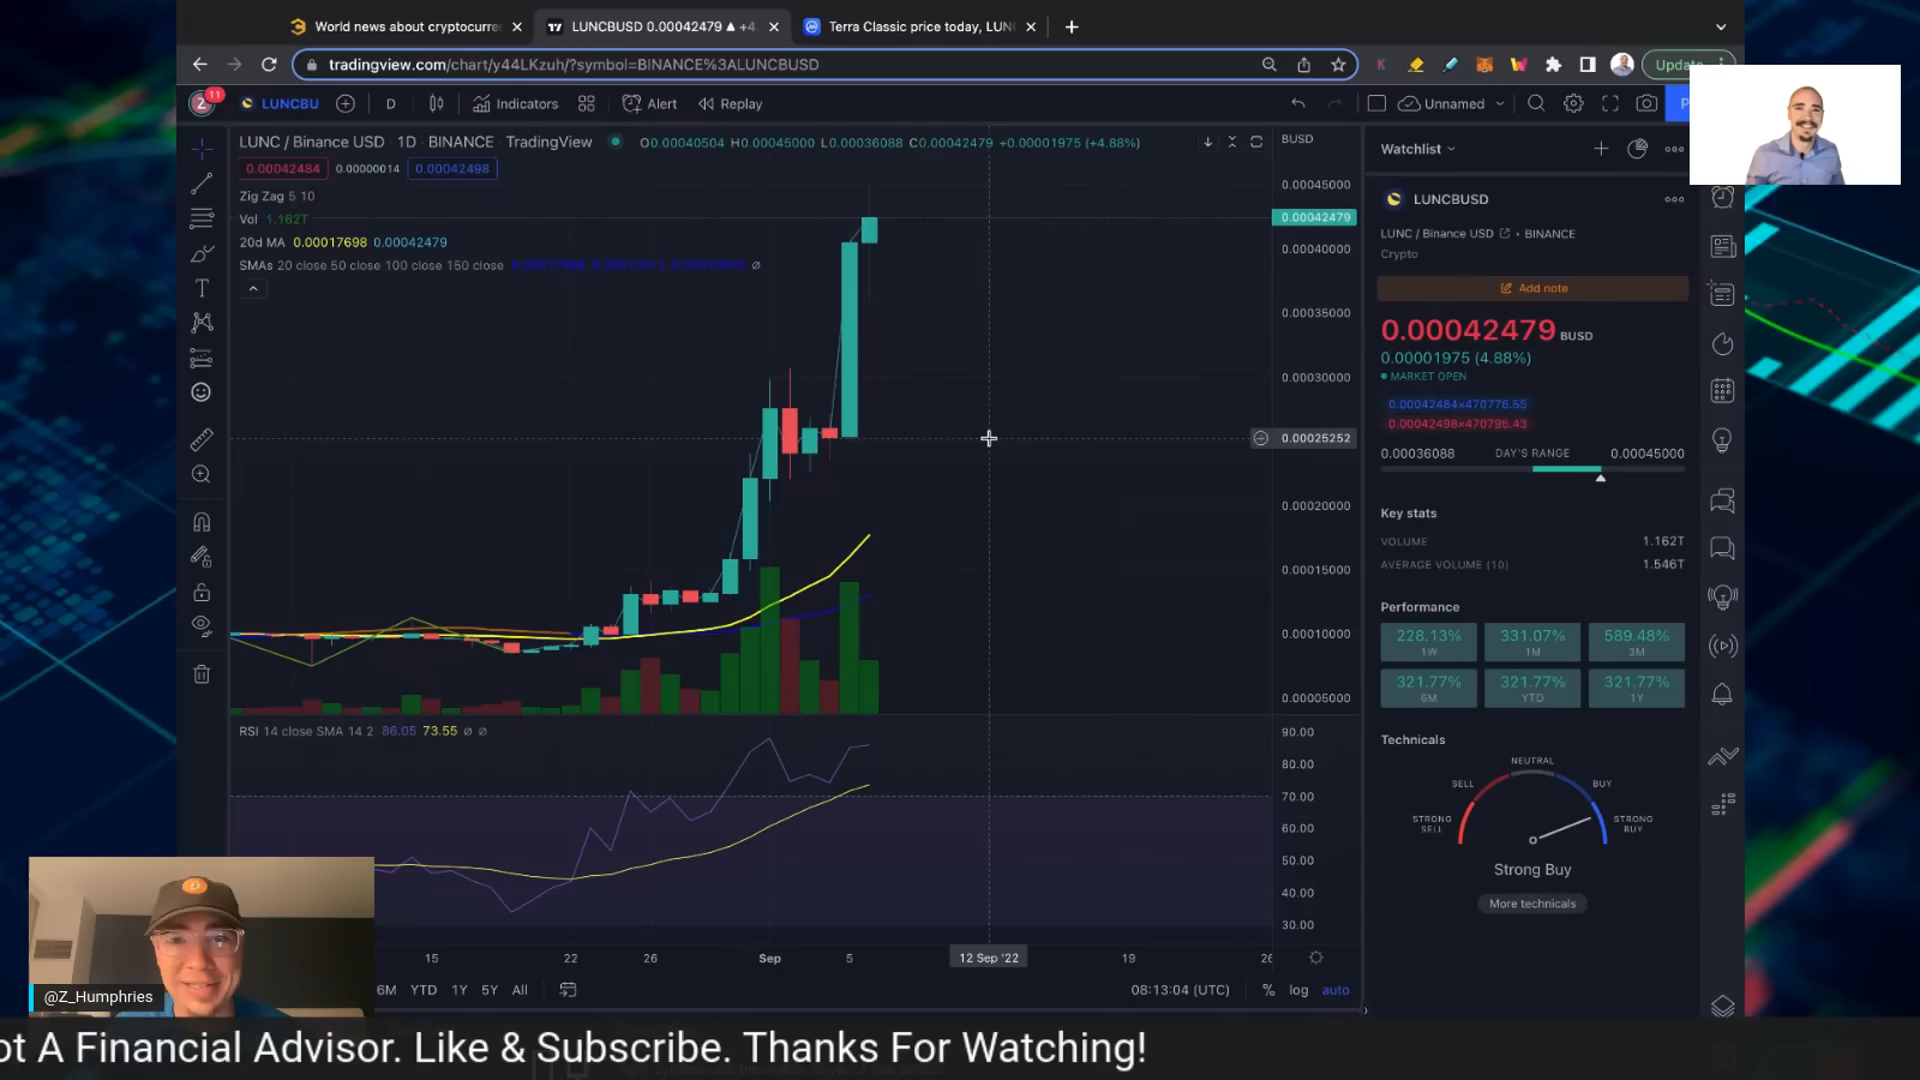 World news about cryptocurre
LUNCBUSD 0.00042479 ▲ +4.
Terra Classic price today, LUN
tradingview.com/chart/y44LKzuh/?symbol=BINANCE%3ALUNCBUSD
Update
Z
11
LUNCBU
D
Indicators
Alert
Replay
Unnamed
P
LUNC / Binance USD 1D BINANCE TradingView
O0.00040504 H0.00045000 L0.00036088 C0.00042479 +0.00001975 (+4.88%)
0.00042484 0.00000014 0.00042498
Zig Zag 5 10
Vol 1.162T
20d MA 0.00017698 0.00042479
SMAs 20 close 50 close 100 close 150 close
BUSD
0.00045000
0.00042479
0.00040000
0.00035000
0.00030000
0.00025252
0.00020000
0.00015000
0.00010000
0.00005000
RSI 14 close SMA 14 2 86.05 73.55
90.00
80.00
70.00
60.00
50.00
40.00
30.00
15 22 26 Sep 5 12 Sep '22 19 26
6M YTD 1Y 5Y All
08:13:04 (UTC) % log auto
Watchlist
LUNCBUSD
LUNC / Binance USD • BINANCE
Crypto
Add note
0.00042479 BUSD
0.00001975 (4.88%)
MARKET OPEN
0.00042484×470776.55
0.00042498×470795.43
0.00036088 DAY'S RANGE 0.00045000
Key stats
VOLUME 1.162T
AVERAGE VOLUME (10) 1.546T
Performance
228.13% 331.07% 589.48%
1W 1M 3M
321.77% 321.77% 321.77%
6M YTD 1Y
Technicals
NEUTRAL
SELL BUY
STRONG SELL STRONG BUY
Strong Buy
More technicals
@Z_Humphries
ot A Financial Advisor. Like & Subscribe. Thanks For Watching!